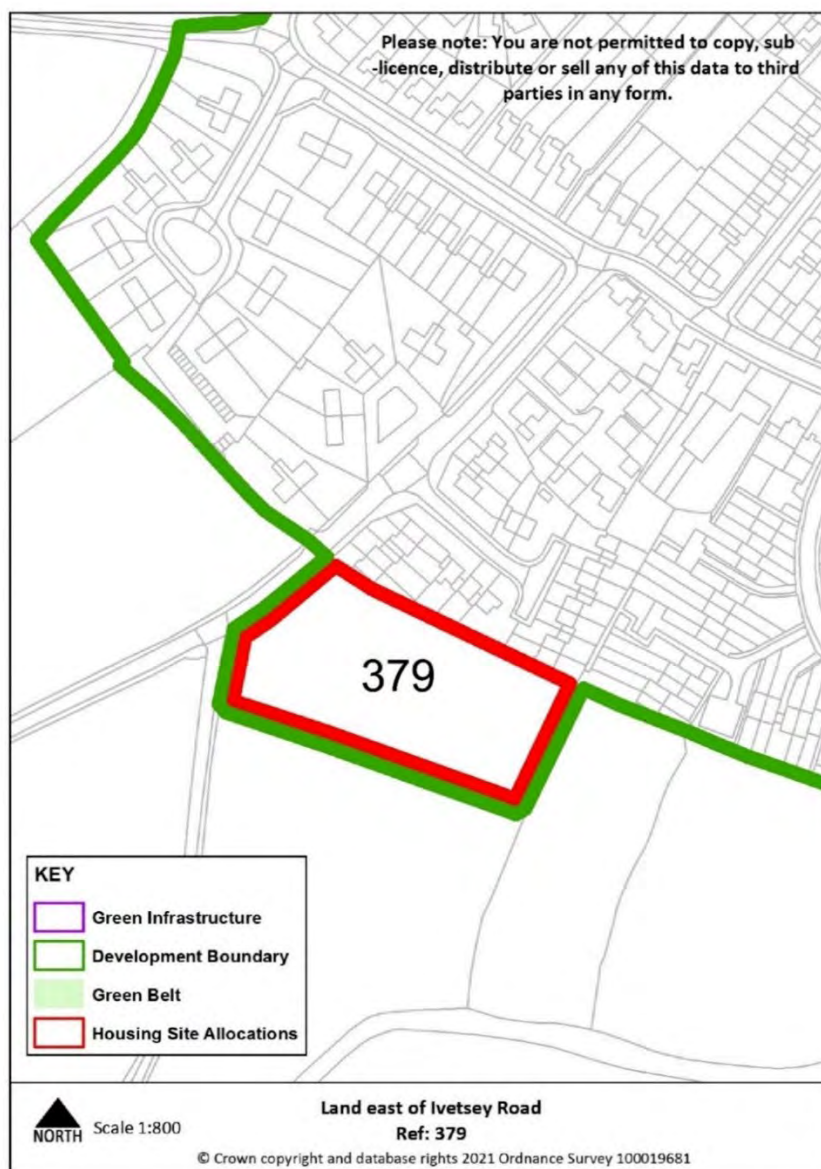 Please note: You are not permitted to copy, sub
-licence, distribute or sell any of this data to third
parties in any form.
379
KEY
Green Infrastructure
Development Boundary
Green Belt
Housing Site Allocations
NORTH
Scale 1:800
Land east of Ivetsey Road
Ref: 379
© Crown copyright and database rights 2021 Ordnance Survey 100019681